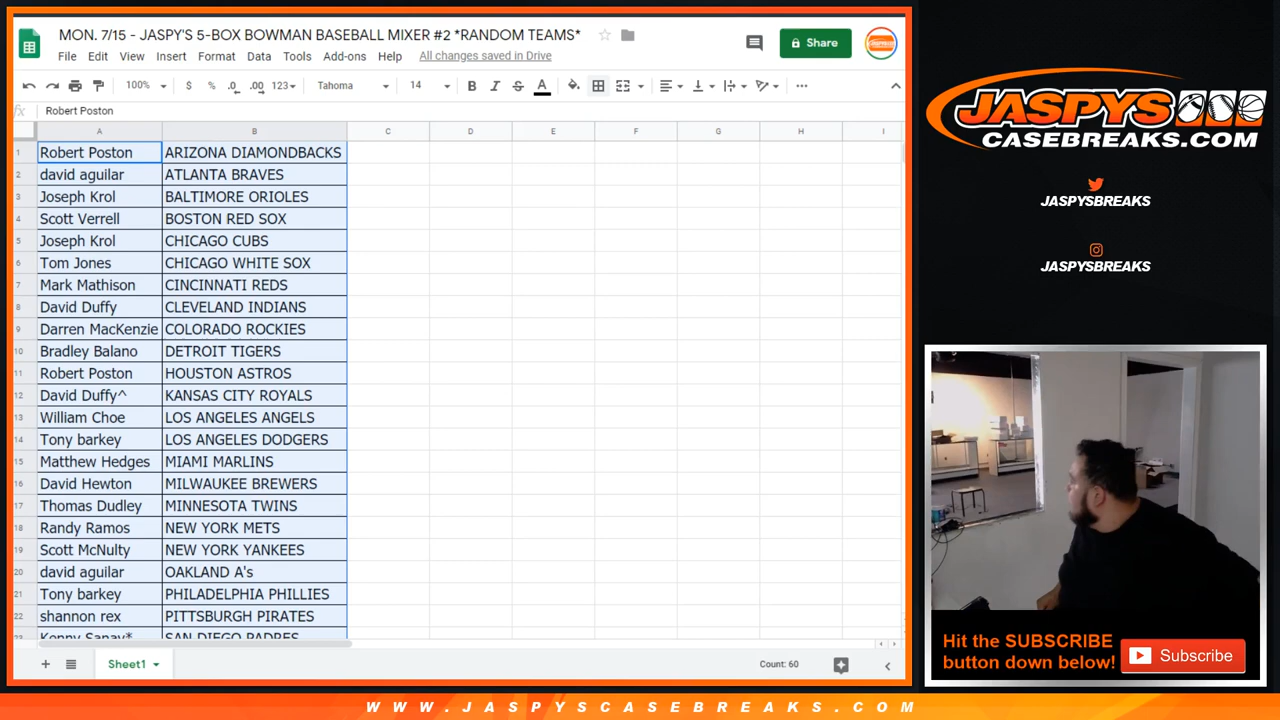 MON. 7/15 - JASPY'S 5-BOX BOWMAN BASEBALL MIXER #2 *RANDOM TEAMS*
File Edit View Insert Format Data Tools Add-ons Help All changes saved in Drive
Share
100% $ % .0 .00 123 Tahoma 14 B I S A
fx Robert Poston
A B C D E F G H I
1 Robert Poston ARIZONA DIAMONDBACKS
2 david aguilar ATLANTA BRAVES
3 Joseph Krol BALTIMORE ORIOLES
4 Scott Verrell BOSTON RED SOX
5 Joseph Krol CHICAGO CUBS
6 Tom Jones CHICAGO WHITE SOX
7 Mark Mathison CINCINNATI REDS
8 David Duffy CLEVELAND INDIANS
9 Darren MacKenzie COLORADO ROCKIES
10 Bradley Balano DETROIT TIGERS
11 Robert Poston HOUSTON ASTROS
12 David Duffy^ KANSAS CITY ROYALS
13 William Choe LOS ANGELES ANGELS
14 Tony barkey LOS ANGELES DODGERS
15 Matthew Hedges MIAMI MARLINS
16 David Hewton MILWAUKEE BREWERS
17 Thomas Dudley MINNESOTA TWINS
18 Randy Ramos NEW YORK METS
19 Scott McNulty NEW YORK YANKEES
20 david aguilar OAKLAND A's
21 Tony barkey PHILADELPHIA PHILLIES
22 shannon rex PITTSBURGH PIRATES
23 Kenny Sapay* SAN DIEGO PADRES
Sheet1
Count: 60
JASPYS
CASEBREAKS.COM
JASPYSBREAKS
JASPYSBREAKS
Hit the SUBSCRIBE
button down below!
Subscribe
WWW.JASPYSCASEBREAKS.COM